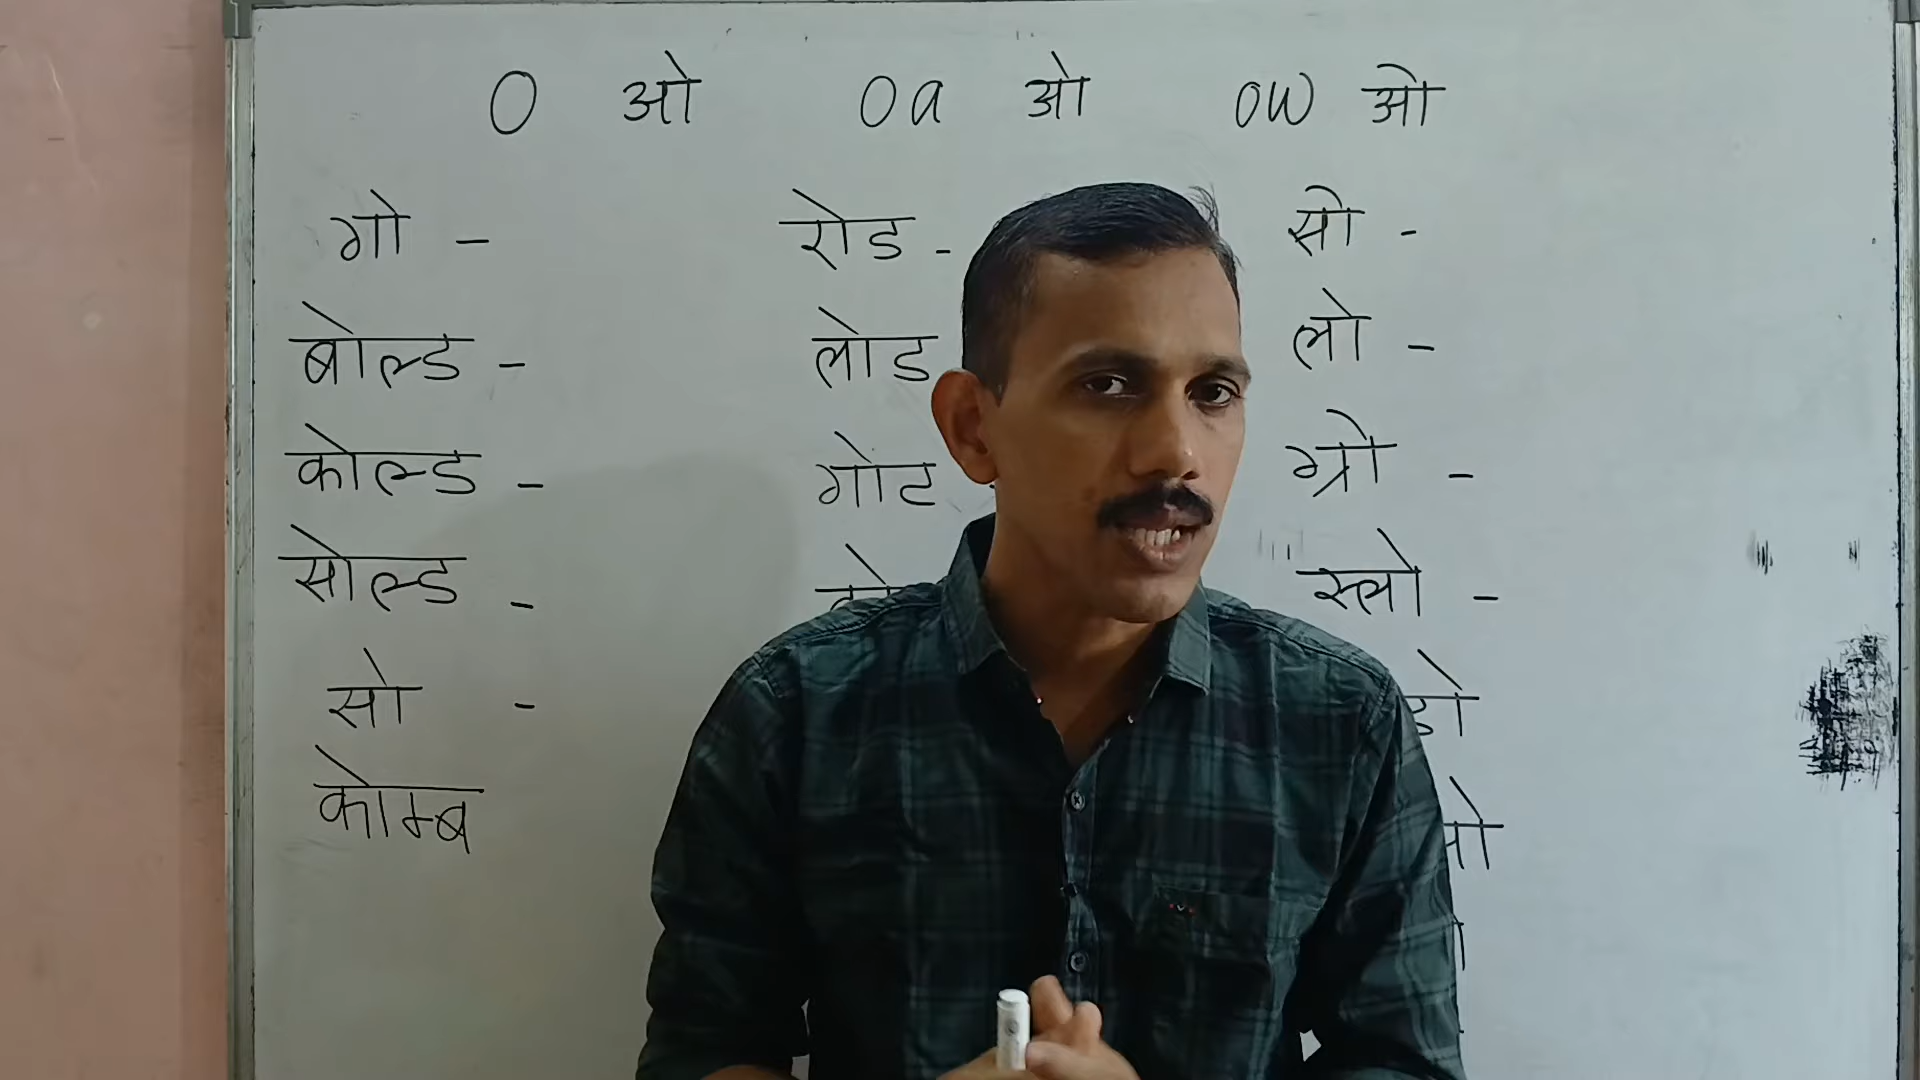 O ओ oa ओ ow ओ
गो - रोड - सो -
बोल्ड - लोड लो -
कोल्ड - गोट ग्रो -
सोल्ड - स्लो -
सो -
कोम्ब